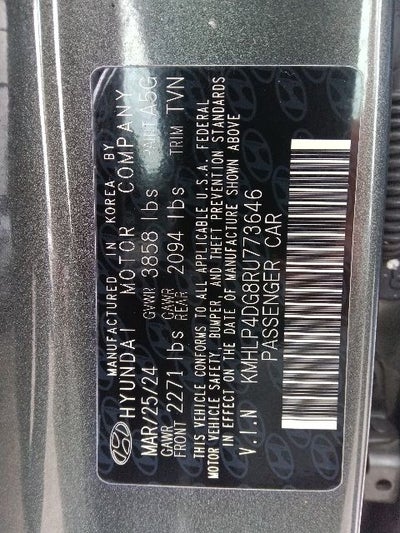 MANUFACTURED IN KOREA BY
HYUNDAI MOTOR COMPANY
MAR/25/24 GVWR 3858 lbs PAINT A5G
GAWR FRONT 2271 lbs GAWR REAR 2094 lbs TRIM TVN
THIS VEHICLE CONFORMS TO ALL APPLICABLE U.S.A. FEDERAL
MOTOR VEHICLE SAFETY, BUMPER, AND THEFT PREVENTION STANDARDS
IN EFFECT ON THE DATE OF MANUFACTURE SHOWN ABOVE
V.I.N KMHLP4DG8RU773646
PASSENGER CAR